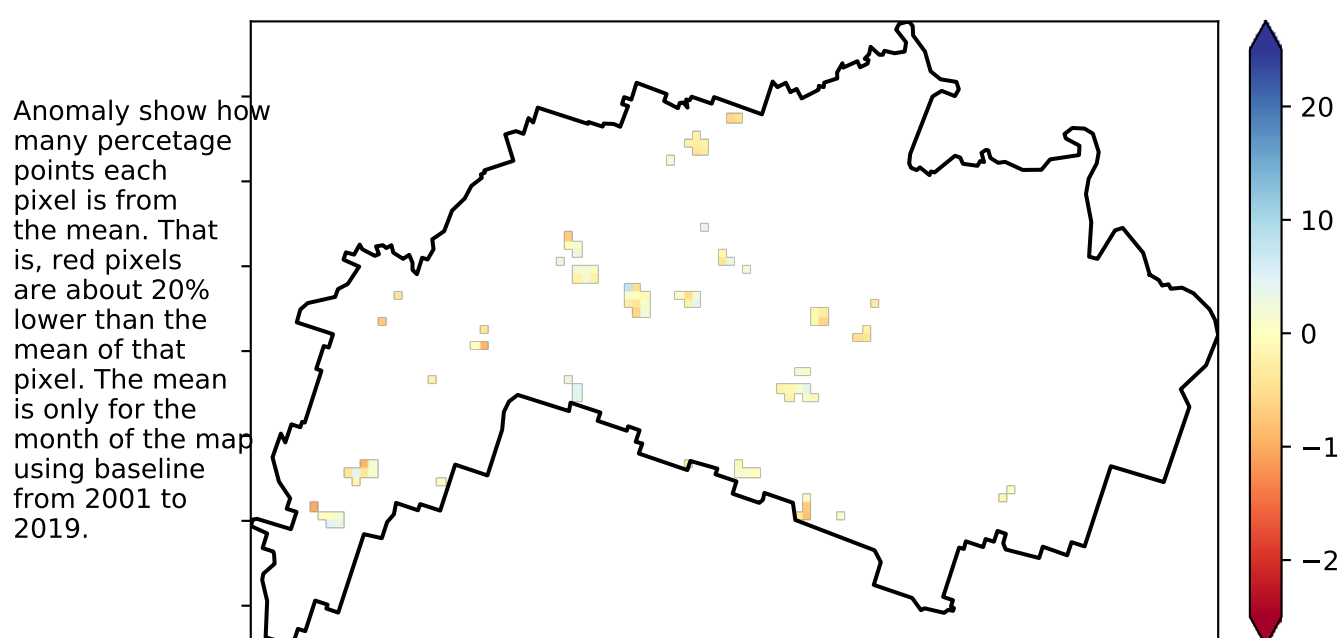 Anomaly show how
many percetage
points each
pixel is from
the mean. That
is, red pixels
are about 20%
lower than the
mean of that
pixel. The mean
is only for the
month of the map
using baseline
from 2001 to
2019.
20
10
0
−1
−2